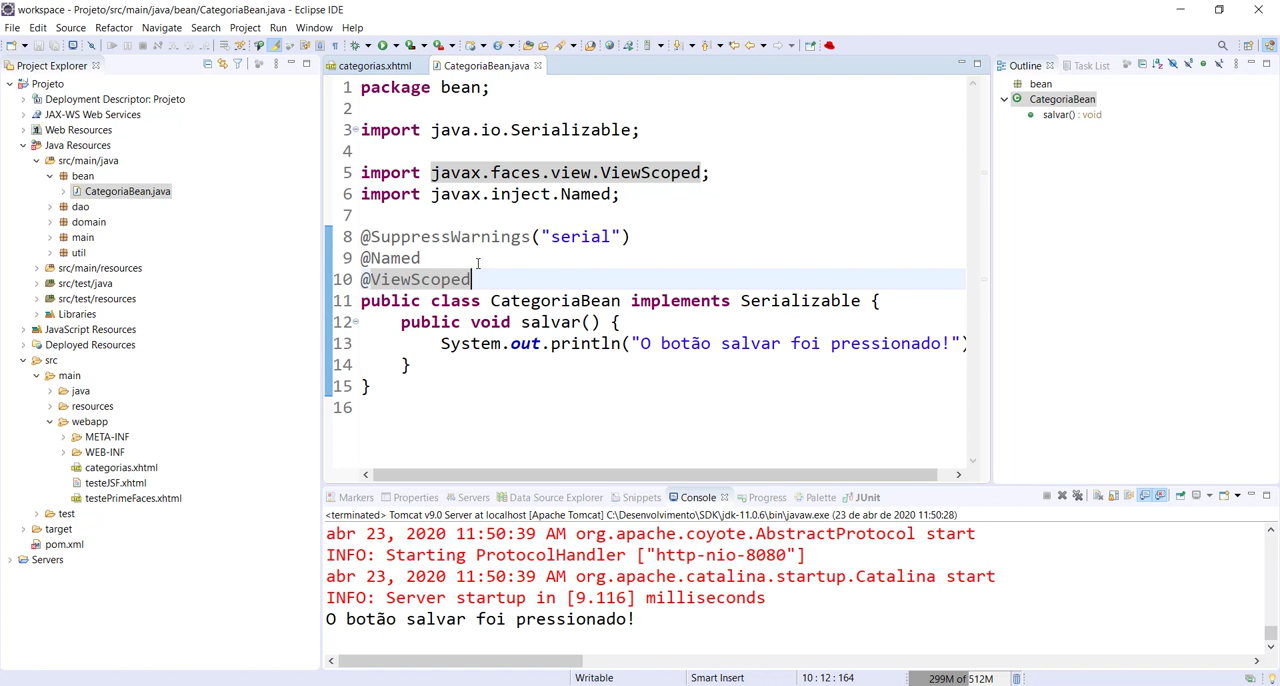 workspace - Projeto/src/main/java/bean/CategoriaBean.java - Eclipse IDE
File Edit Source Refactor Navigate Search Project Run Window Help
Project Explorer
Projeto
Deployment Descriptor: Projeto
JAX-WS Web Services
Web Resources
Java Resources
src/main/java
bean
CategoriaBean.java
dao
domain
main
util
src/main/resources
src/test/java
src/test/resources
Libraries
JavaScript Resources
Deployed Resources
src
main
java
resources
webapp
META-INF
WEB-INF
categorias.xhtml
testeJSF.xhtml
testePrimeFaces.xhtml
test
target
pom.xml
Servers
categorias.xhtml CategoriaBean.java
1 package bean;
2
3 import java.io.Serializable;
4
5 import javax.faces.view.ViewScoped;
6 import javax.inject.Named;
7
8 @SuppressWarnings("serial")
9 @Named
10 @ViewScoped
11 public class CategoriaBean implements Serializable {
12 public void salvar() {
13 System.out.println("O botão salvar foi pressionado!")
14 }
15 }
16
Outline Task List
bean
CategoriaBean
salvar() : void
Markers Properties Servers Data Source Explorer Snippets Console Progress Palette JUnit
<terminated> Tomcat v9.0 Server at localhost [Apache Tomcat] C:\Desenvolvimento\SDK\jdk-11.0.6\bin\javaw.exe (23 de abr de 2020 11:50:28)
abr 23, 2020 11:50:39 AM org.apache.coyote.AbstractProtocol start
INFO: Starting ProtocolHandler ["http-nio-8080"]
abr 23, 2020 11:50:39 AM org.apache.catalina.startup.Catalina start
INFO: Server startup in [9.116] milliseconds
O botão salvar foi pressionado!
Writable Smart Insert 10 : 12 : 164 299M of 512M